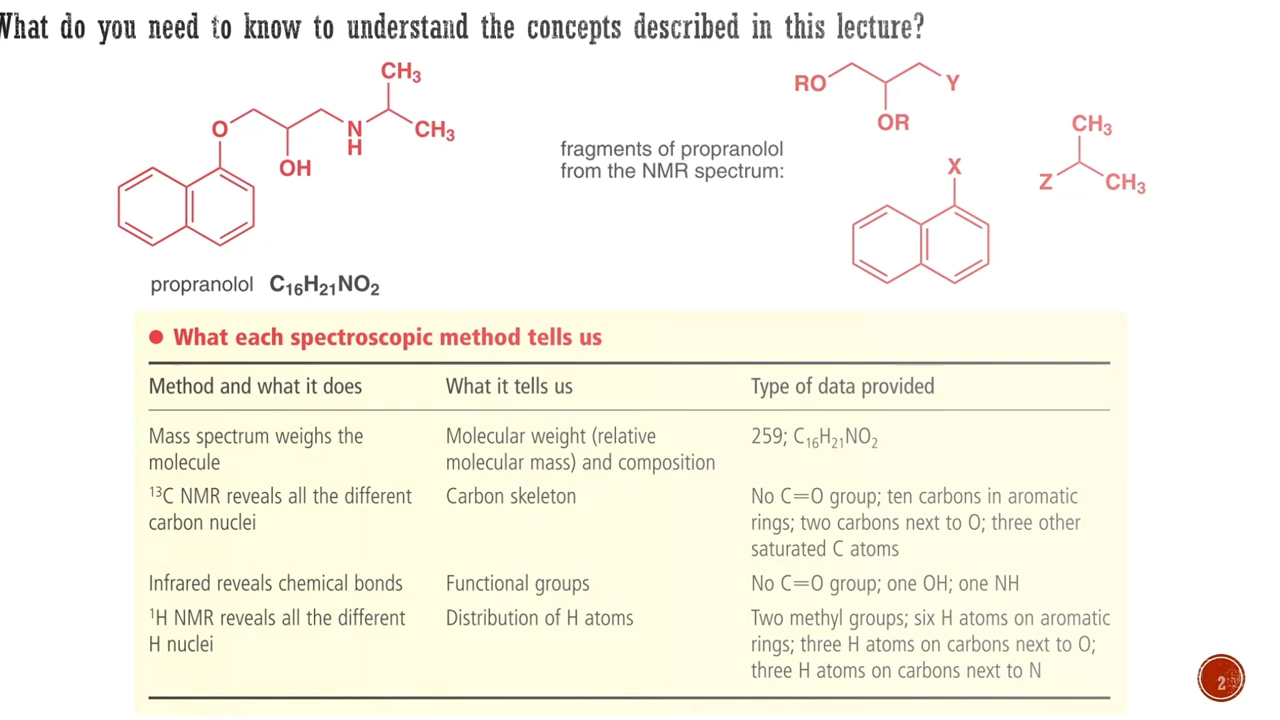 What do you need to know to understand the concepts described in this lecture?
CH₃
O
N
H
CH₃
OH
propranolol C₁₆H₂₁NO₂
fragments of propranolol
from the NMR spectrum:
RO
Y
OR
X
CH₃
Z
CH₃
● What each spectroscopic method tells us
Method and what it does What it tells us Type of data provided
Mass spectrum weighs the
molecule
Molecular weight (relative
molecular mass) and composition
259; C₁₆H₂₁NO₂
¹³C NMR reveals all the different
carbon nuclei
Carbon skeleton
No C=O group; ten carbons in aromatic
rings; two carbons next to O; three other
saturated C atoms
Infrared reveals chemical bonds
Functional groups
No C=O group; one OH; one NH
¹H NMR reveals all the different
H nuclei
Distribution of H atoms
Two methyl groups; six H atoms on aromatic
rings; three H atoms on carbons next to O;
three H atoms on carbons next to N
2